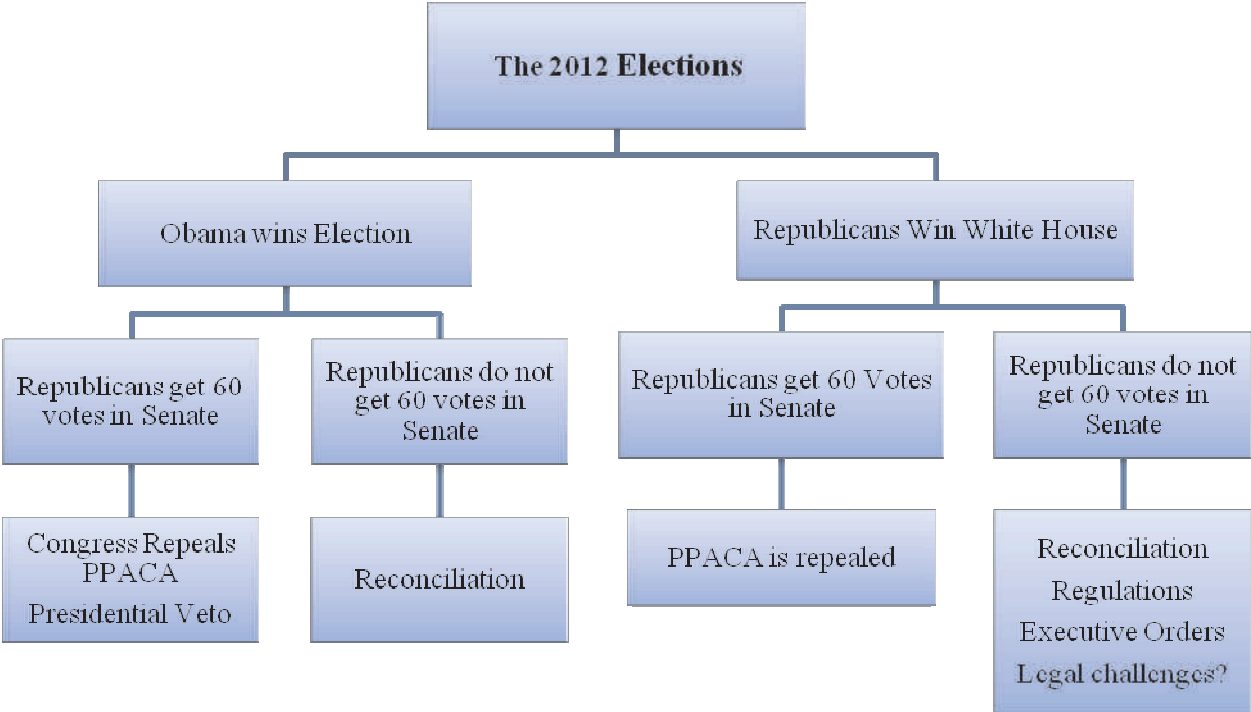 The 2012 Elections
Obama wins Election
Republicans Win White House
Republicans get 60
votes in Senate
Republicans do not
get 60 votes in
Senate
Republicans get 60 Votes
in Senate
Republicans do not
get 60 votes in
Senate
Congress Repeals
PPACA
Presidential Veto
Reconciliation
PPACA is repealed
Reconciliation
Regulations
Executive Orders
Legal challenges?